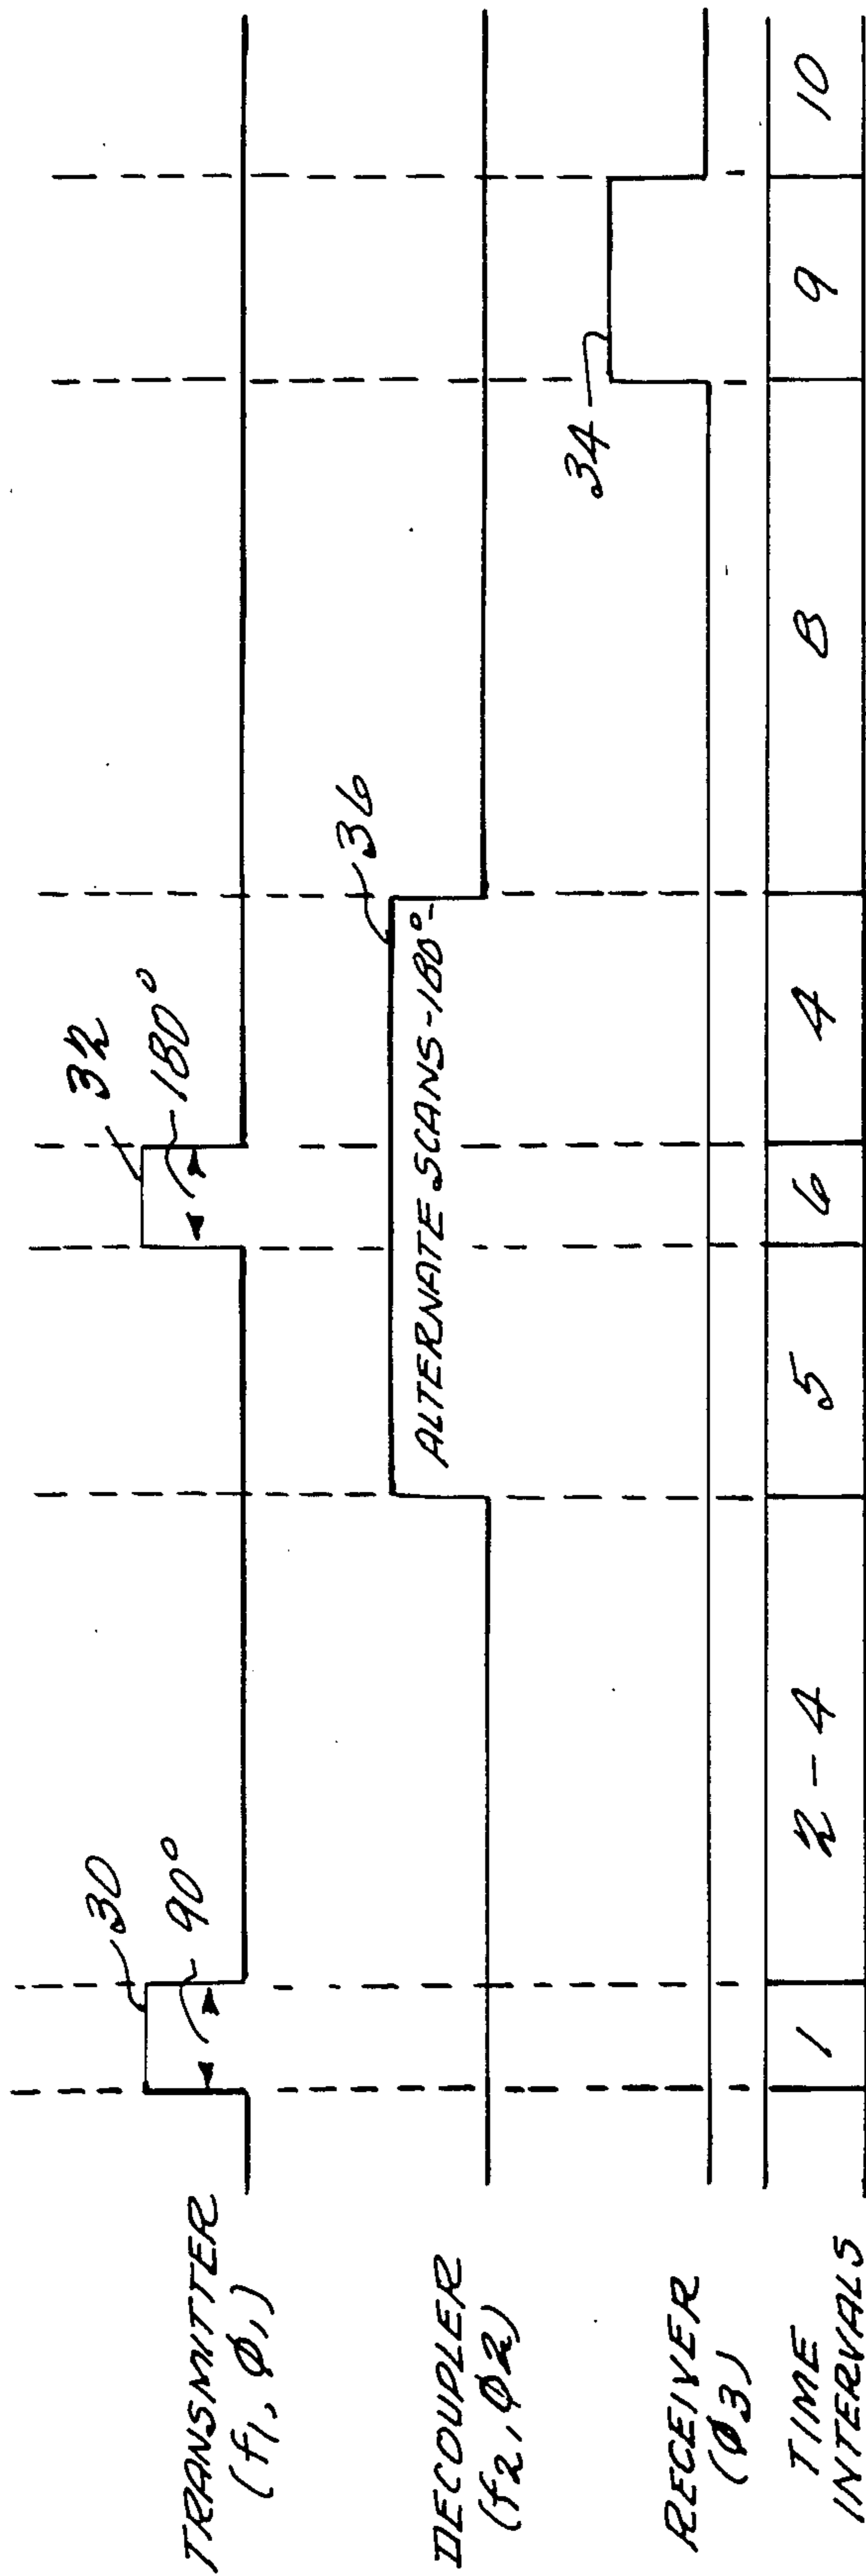 TRANSMITTER
(f1, Ø1)
30
90°
32
180°
DECOUPLER
(f2, Ø2)
ALTERNATE SCANS-180°
36
RECEIVER
(Ø3)
34
TIME
INTERVALS
1
2-4
5
6
4
8
9
10